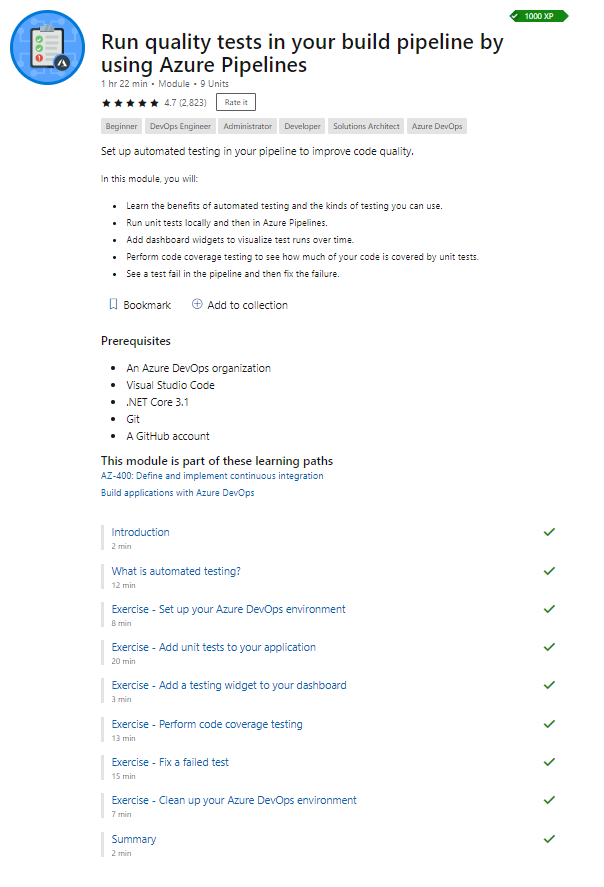 1000 XP
Run quality tests in your build pipeline by
using Azure Pipelines
1 hr 22 min • Module • 9 Units
4.7 (2,823) Rate it
Beginner DevOps Engineer Administrator Developer Solutions Architect Azure DevOps
Set up automated testing in your pipeline to improve code quality.
In this module, you will:
• Learn the benefits of automated testing and the kinds of testing you can use.
• Run unit tests locally and then in Azure Pipelines.
• Add dashboard widgets to visualize test runs over time.
• Perform code coverage testing to see how much of your code is covered by unit tests.
• See a test fail in the pipeline and then fix the failure.
Bookmark Add to collection
Prerequisites
• An Azure DevOps organization
• Visual Studio Code
• .NET Core 3.1
• Git
• A GitHub account
This module is part of these learning paths
AZ-400: Define and implement continuous integration
Build applications with Azure DevOps
Introduction
2 min
What is automated testing?
12 min
Exercise - Set up your Azure DevOps environment
8 min
Exercise - Add unit tests to your application
20 min
Exercise - Add a testing widget to your dashboard
3 min
Exercise - Perform code coverage testing
13 min
Exercise - Fix a failed test
15 min
Exercise - Clean up your Azure DevOps environment
7 min
Summary
2 min